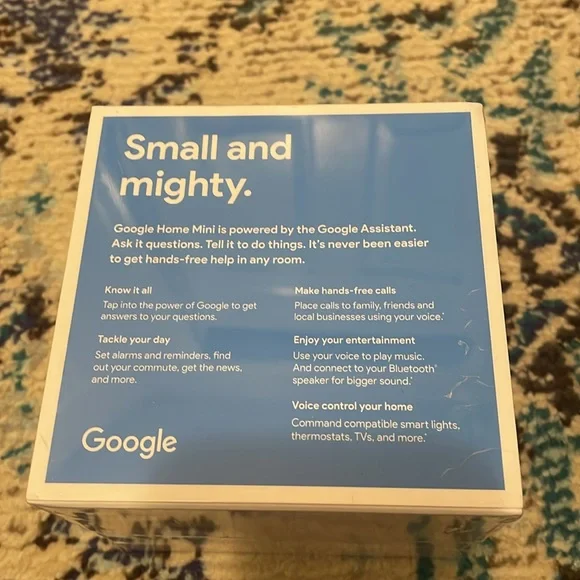 Small and
mighty.
Google Home Mini is powered by the Google Assistant.
Ask it questions. Tell it to do things. It's never been easier
to get hands-free help in any room.
Know it all
Tap into the power of Google to get
answers to your questions.
Tackle your day
Set alarms and reminders, find
out your commute, get the news,
and more.
Make hands-free calls
Place calls to family, friends and
local businesses using your voice.*
Enjoy your entertainment
Use your voice to play music.
And connect to your Bluetooth®
speaker for bigger sound.*
Voice control your home
Command compatible smart lights,
thermostats, TVs, and more.*
Google